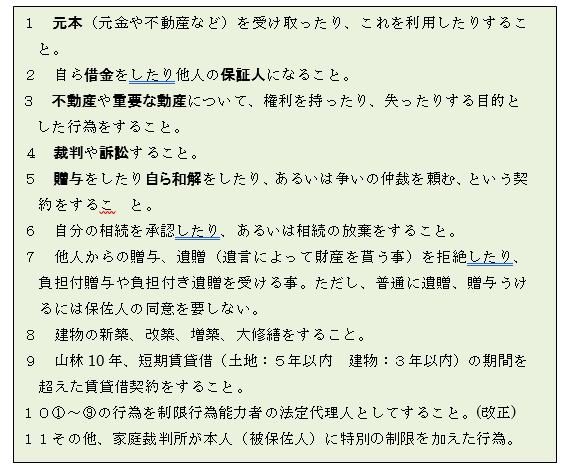 １　元本（元金や不動産など）を受け取ったり、これを利用したりするこ
と。
２　自ら借金をしたり他人の保証人になること。
３　不動産や重要な動産について、権利を持ったり、失ったりする目的と
した行為をすること。
４　裁判や訴訟すること。
５　贈与をしたり自ら和解をしたり、あるいは争いの仲裁を頼む、という契
約をするこ　と。
６　自分の相続を承認したり、あるいは相続の放棄をすること。
７　他人からの贈与、遺贈（遺言によって財産を貰う事）を拒絶したり、
負担付贈与や負担付き遺贈を受ける事。ただし、普通に遺贈、贈与うけ
るには保佐人の同意を要しない。
８　建物の新築、改築、増築、大修繕をすること。
９　山林10年、短期賃貸借（土地：５年以内　建物：３年以内）の期間を
超えた賃貸借契約をすること。
１０①～⑨の行為を制限行為能力者の法定代理人としてすること。(改正)
１１その他、家庭裁判所が本人（被保佐人）に特別の制限を加えた行為。